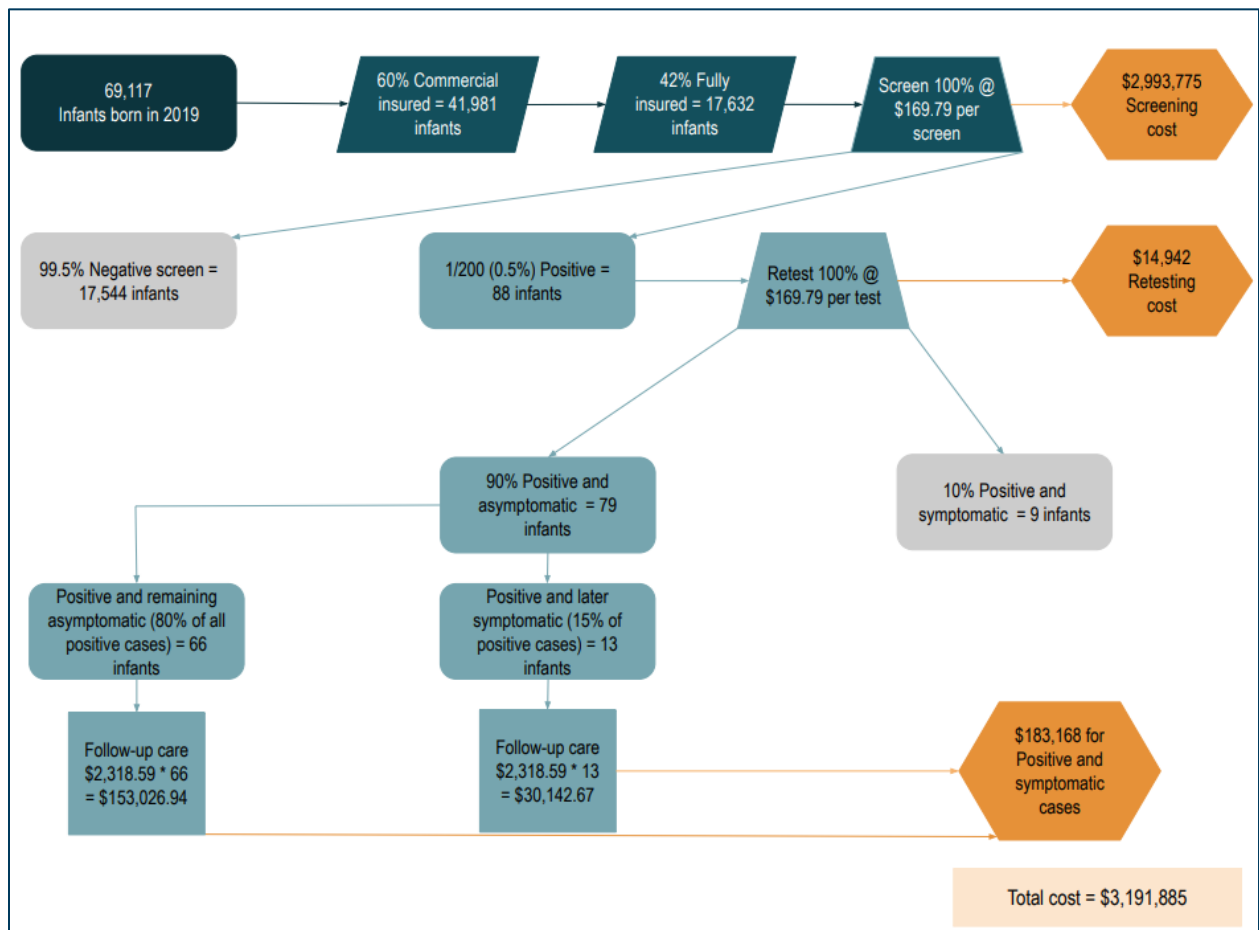 69,117
Infants born in 2019
60% Commercial
insured = 41,981
infants
42% Fully
insured = 17,632
infants
Screen 100% @
$169.79 per
screen
$2,993,775
Screening
cost
99.5% Negative screen =
17,544 infants
1/200 (0.5%) Positive =
88 infants
Retest 100% @
$169.79 per test
$14,942
Retesting
cost
90% Positive and
asymptomatic = 79
infants
10% Positive and
symptomatic = 9 infants
Positive and remaining
asymptomatic (80% of all
positive cases) = 66
infants
Positive and later
symptomatic (15% of
positive cases) = 13
infants
Follow-up care
$2,318.59 * 66
= $153,026.94
Follow-up care
$2,318.59 * 13
= $30,142.67
$183,168 for
Positive and
symptomatic
cases
Total cost = $3,191,885